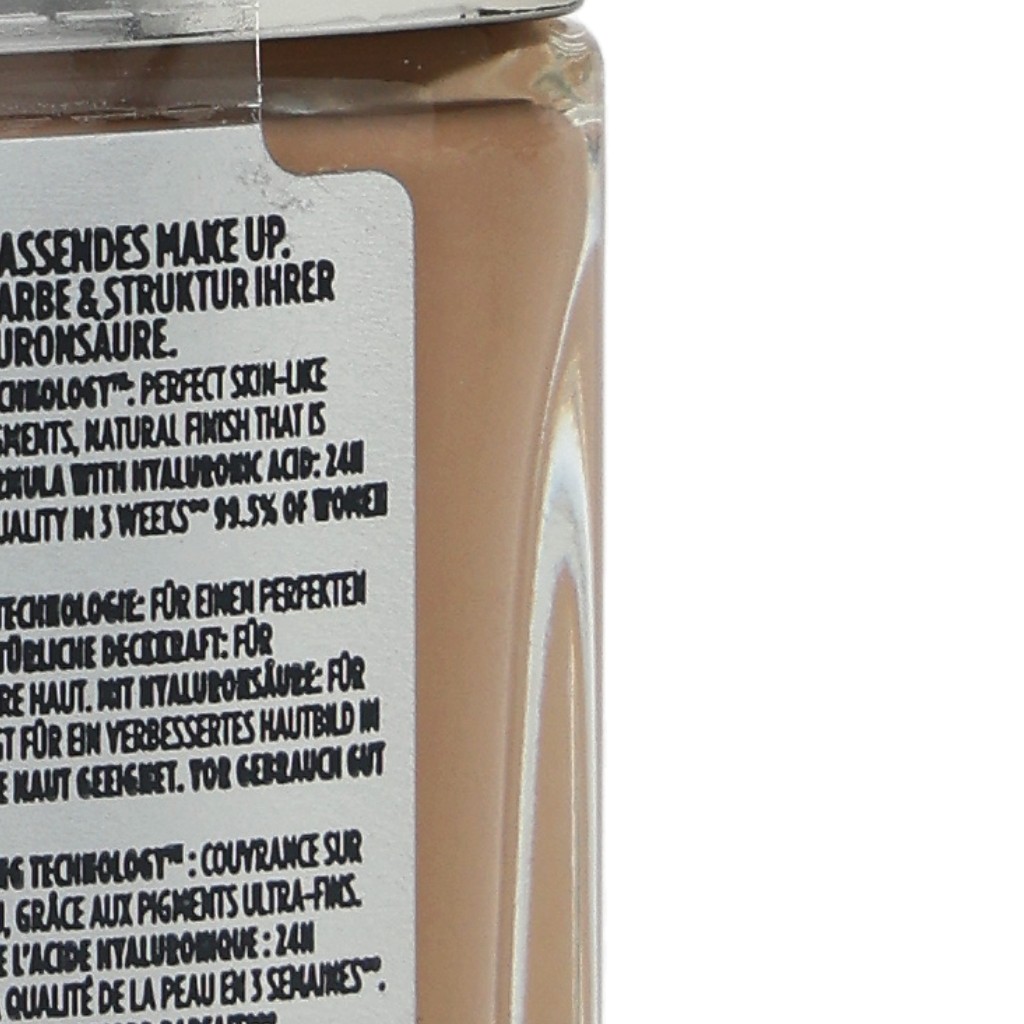 ASSENDES MAKE UP.
ARBE & STRUKTUR IHRER
URONSÄURE.
CHNOLOGY™: PERFECT SKIN-LIKE
GMENTS, NATURAL FINISH THAT IS
RMULA WITH HYALURONIC ACID: 24H
UALITY IN 3 WEEKS** 99.5% OF WOMEN
TECHNOLOGIE: FÜR EINEN PERFEKTEN
TÜRLICHE DECKKRAFT: FÜR
RE HAUT. MIT HYALURONSÄURE: FÜR
GT FÜR EIN VERBESSERTES HAUTBILD IN
E HAUT GEEIGNET. VOR GEBRAUCH GUT
NG TECHNOLOGY™ : COUVRANCE SUR
, GRÂCE AUX PIGMENTS ULTRA-FINS.
E L'ACIDE HYALURONIQUE : 24H
QUALITÉ DE LA PEAU EN 3 SEMAINES**.